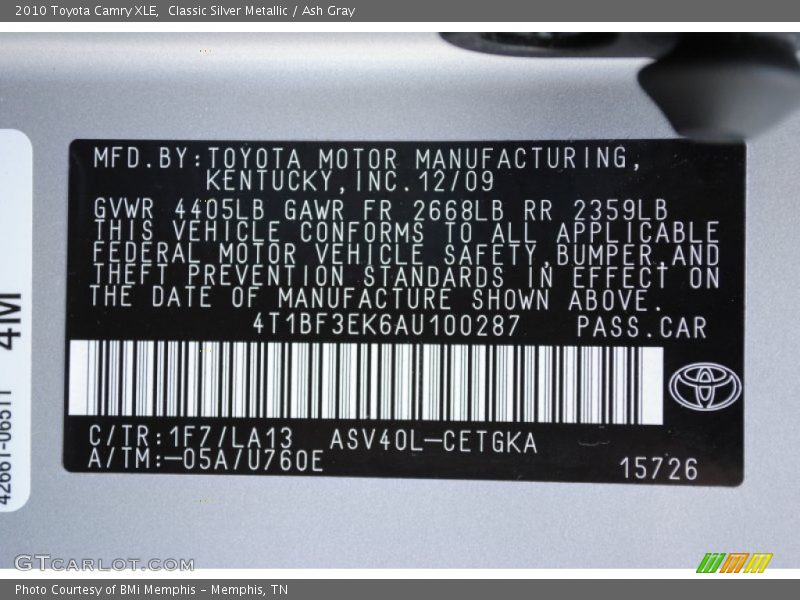 2010 Toyota Camry XLE,  Classic Silver Metallic / Ash Gray
MFD.BY:TOYOTA MOTOR MANUFACTURING,
KENTUCKY,INC.12/09
GVWR 4405LB GAWR FR 2668LB RR 2359LB
THIS VEHICLE CONFORMS TO ALL APPLICABLE
FEDERAL MOTOR VEHICLE SAFETY,BUMPER,AND
THEFT PREVENTION STANDARDS IN EFFECT ON
THE DATE OF MANUFACTURE SHOWN ABOVE.
4T1BF3EK6AU100287 PASS.CAR
C/TR:1F7/LA13 ASV40L-CETGKA
A/TM:-05A/U760E
15726
4M
42661-06511
GTCARLOT.COM
Photo Courtesy of BMi Memphis - Memphis, TN